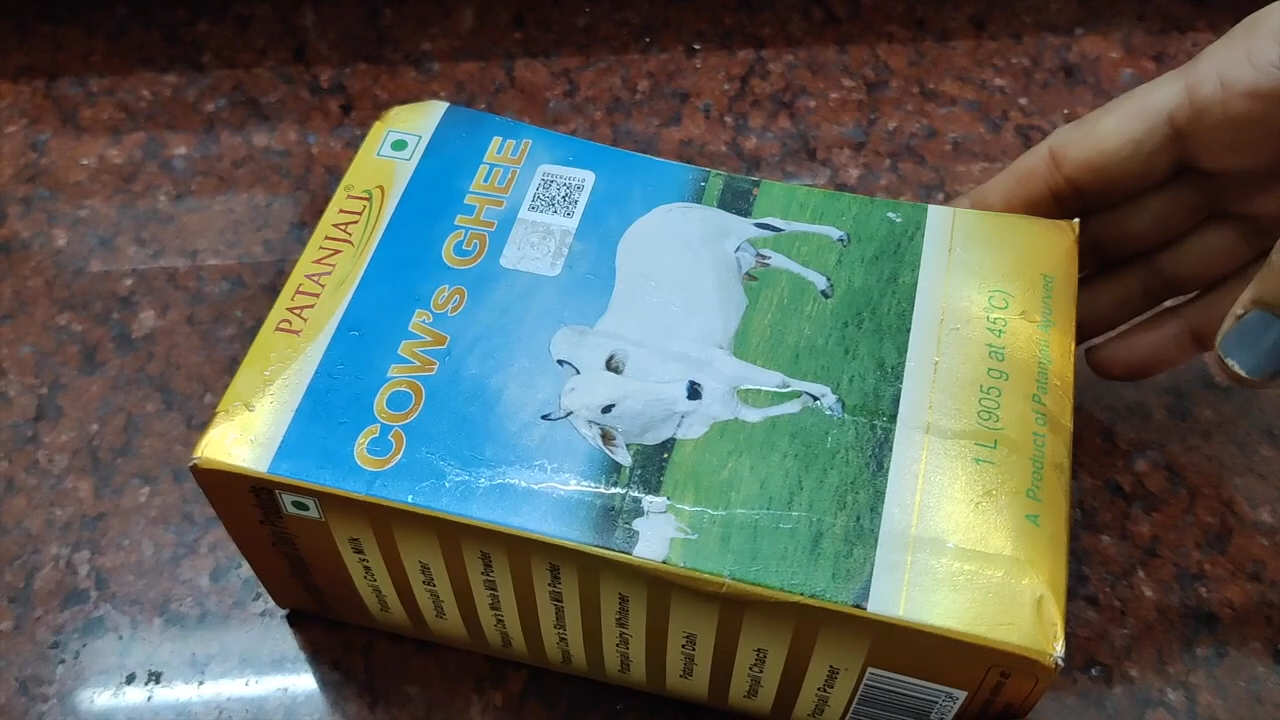 PATANJALI®
COW'S GHEE
1 L (905 g at 45°C)
A Product of Patanjali Ayurved
Patanjali Cow's Milk
Patanjali Butter
Patanjali Cow's Whole Milk Powder
Patanjali Cow's Skimmed Milk Powder
Patanjali Dairy Whitener
Patanjali Dahi
Patanjali Chach
Patanjali Paneer